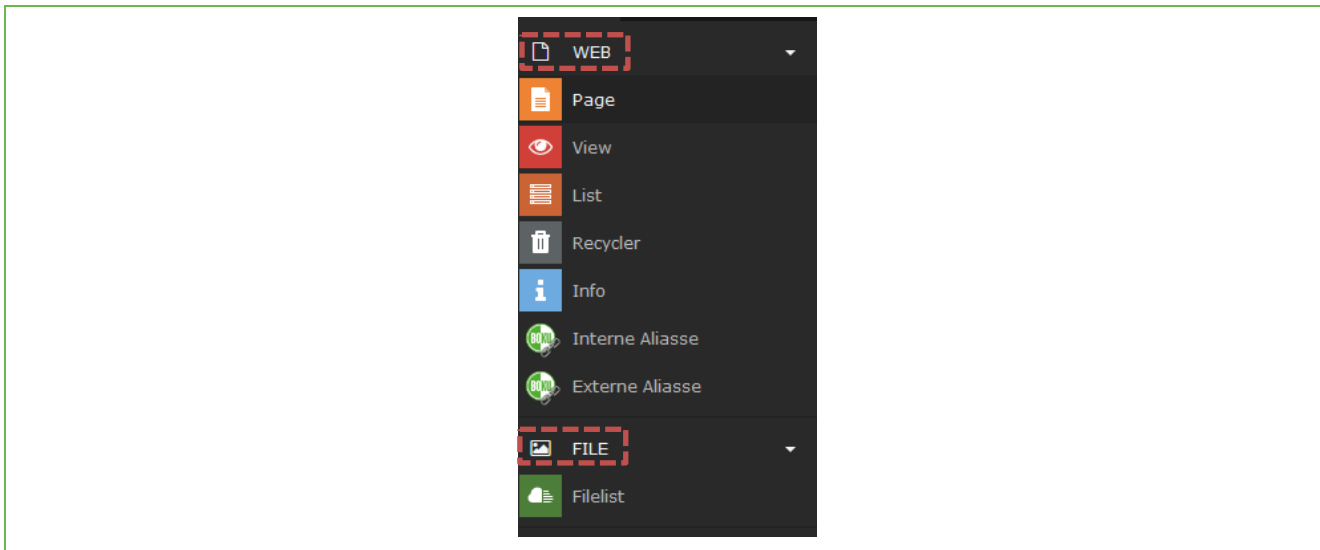 WEB
Page
View
List
Recycler
Info
Interne Aliasse
Externe Aliasse
FILE
Filelist